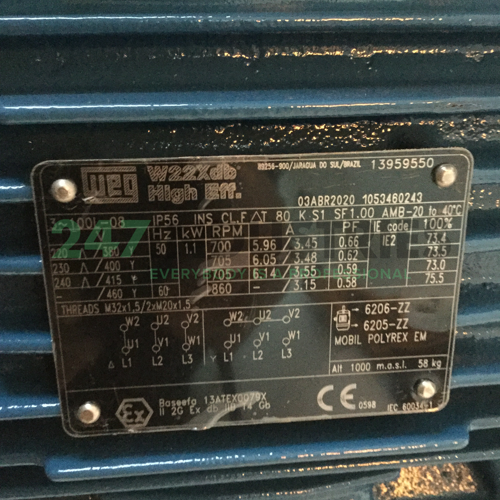 WEG W22Xdb High Eff. 89256-900/JARAGUA DO SUL/BRAZIL 13959550
03ABR2020 1053460243
3~ 100L-08 IP56 INS CL.F ΔT 80 K S1 SF1.00 AMB-20 to 40°C
V Hz kW RPM A PF IE code 100%
220 / 380 50 1.1 700 5.96 / 3.45 0.66 IE2 73.4
230 / 400 705 6.05 / 3.48 0.62 73.5
240 / 415 705 6.14 / 3.55 0.59 73.0
- / 460 60 860 - / 3.15 0.58 75.5
THREADS M32x1.5/2xM20x1.5
W2 U2 V2 W2 U2 V2
U1 V1 W1 U1 V1 W1
Δ L1 L2 L3 Y L1 L2 L3
6206-ZZ
6205-ZZ
MOBIL POLYREX EM
Alt 1000 m.a.s.l. 58 kg
Ex Baseefa 13ATEX0079X
II 2G Ex db IIB T4 Gb
CE 0598 IEC 60034-1
247